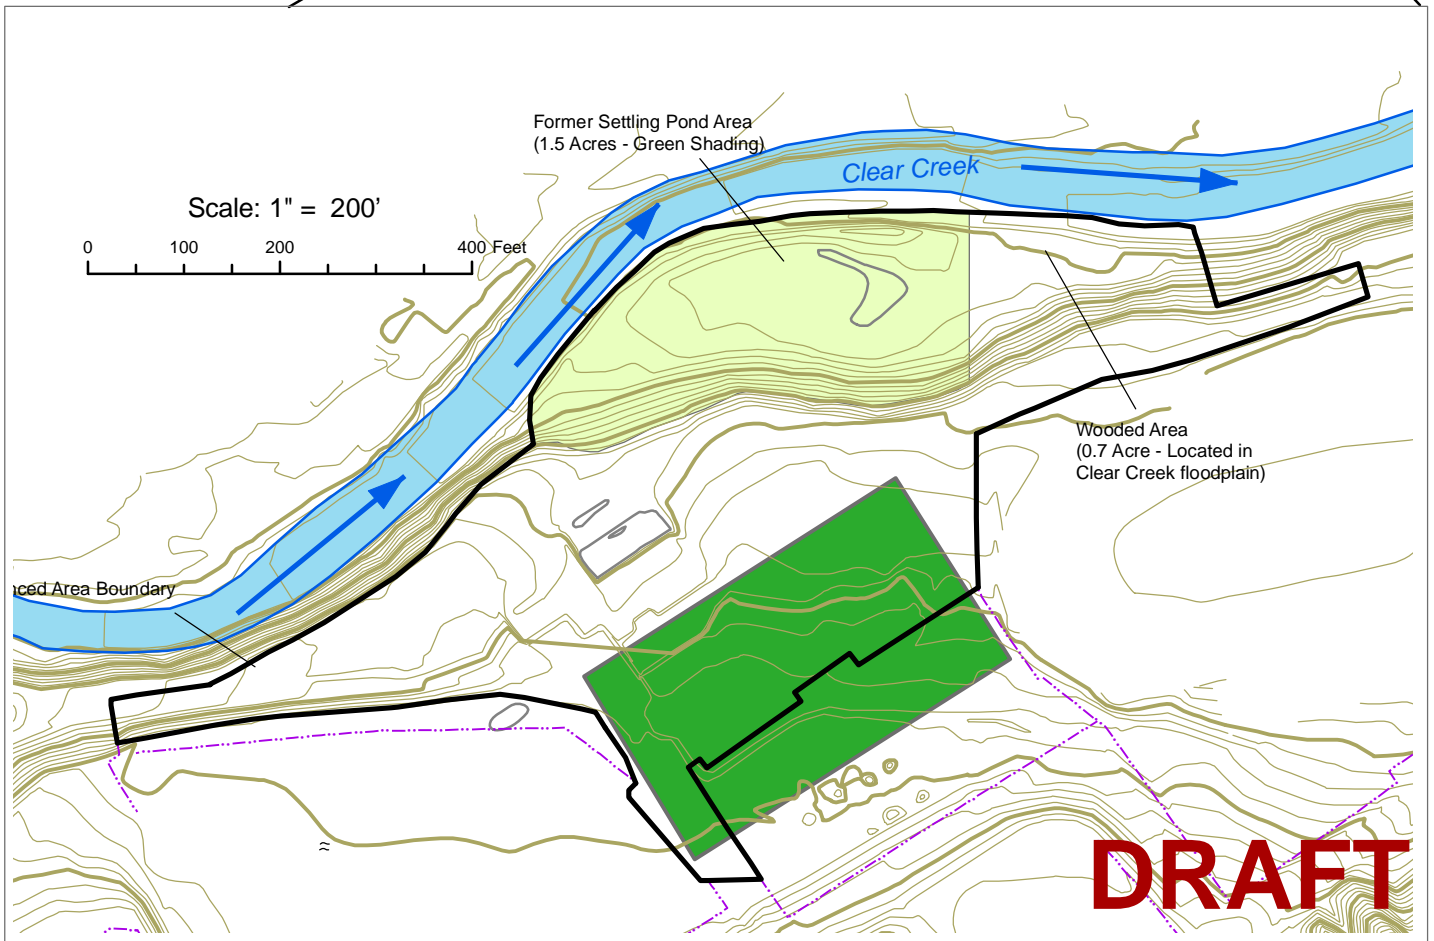 Former Settling Pond Area
(1.5 Acres - Green Shading)
Clear Creek
Scale: 1" = 200’
0 100 200 400 Feet
Wooded Area
(0.7 Acre - Located in
Clear Creek floodplain)
Area Boundary
≈
DRAFT